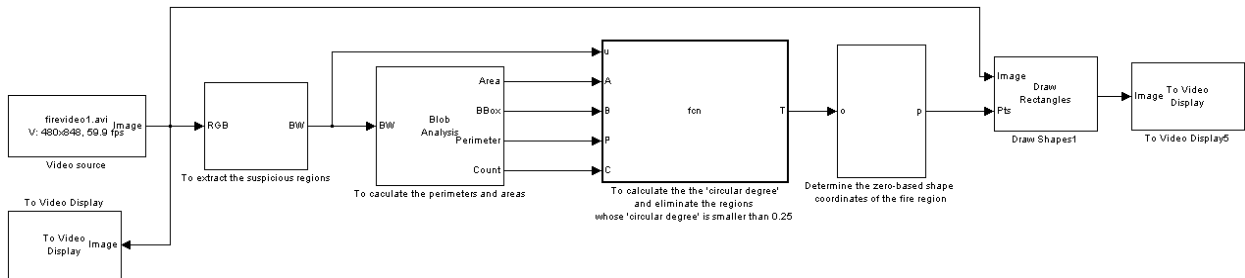 firevideo1.avi
V: 480x848, 59.9 fps
Image
Video source
To Video Display
To Video
Display
Image
RGB
BW
To extract the suspicious regions
BW
Blob
Analysis
Area
BBox
Perimeter
Count
To caculate the perimeters and areas
u
A
B
P
C
fcn
T
To calculate the the 'circular degree'
and eliminate the regions
whose 'circular degree' is smaller than 0.25
o
p
Determine the zero-based shape
coordinates of the fire region
Image
Pts
Draw
Rectangles
Draw Shapes1
Image
To Video
Display
To Video Display5